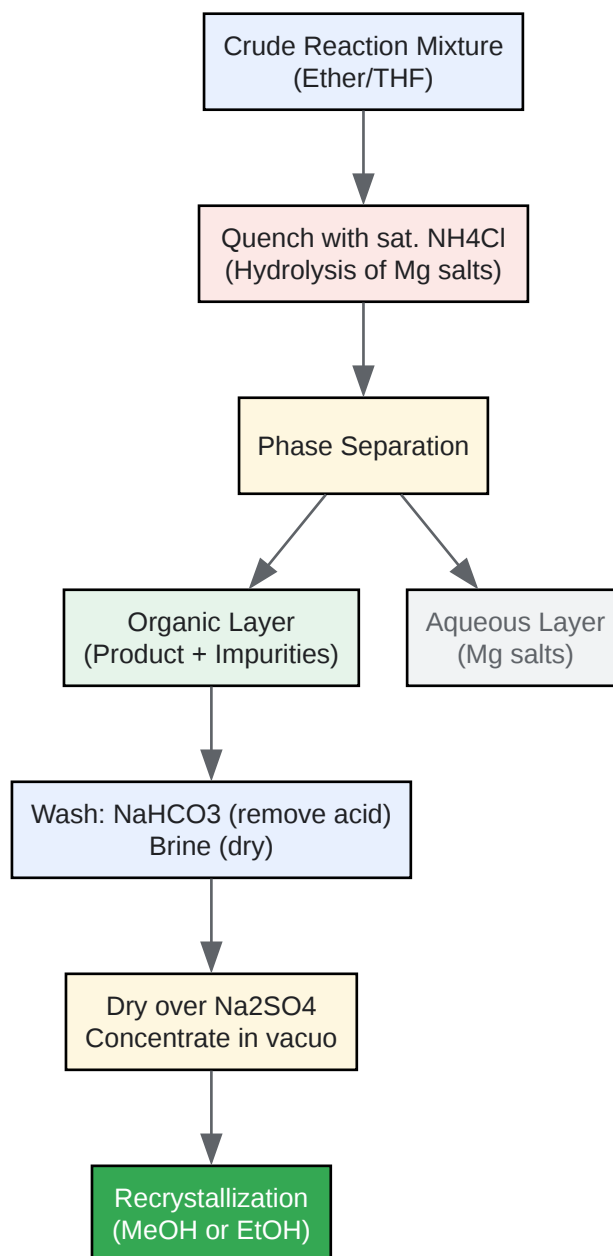 Crude Reaction Mixture
(Ether/THF)
Quench with sat. NH4Cl
(Hydrolysis of Mg salts)
Phase Separation
Organic Layer
(Product + Impurities)
Aqueous Layer
(Mg salts)
Wash: NaHCO3 (remove acid)
Brine (dry)
Dry over Na2SO4
Concentrate in vacuo
Recrystallization
(MeOH or EtOH)